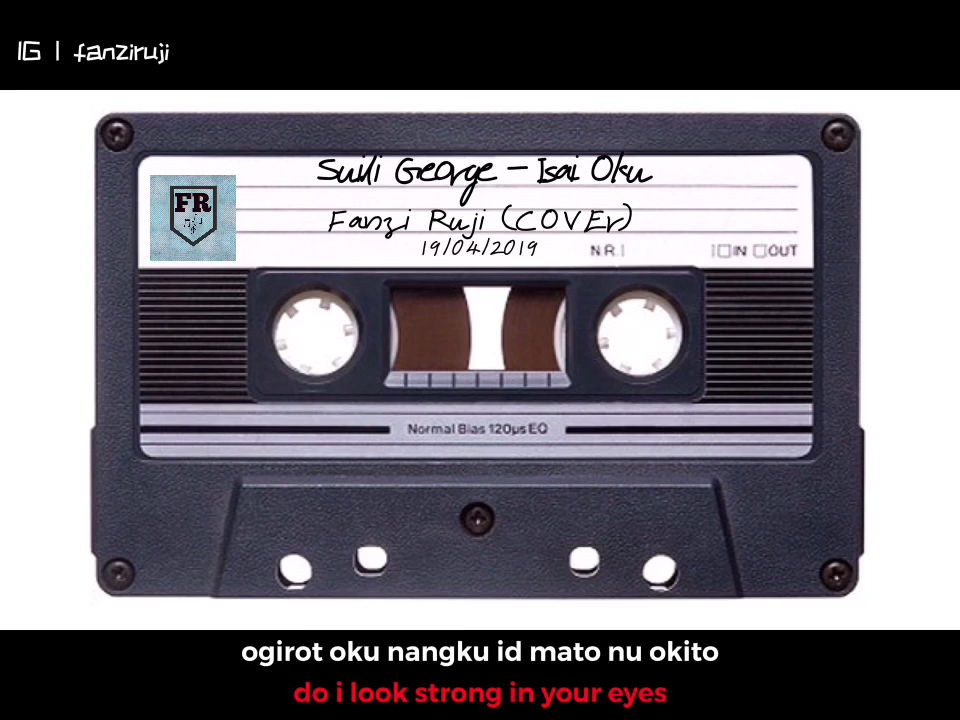 IG | fanziruji
Suili George - Isai Oku
FR
Fanzi Ruji (COVEr)
19/04/2019
N.R.
IN OUT
Normal Bias 120µs EQ
ogirot oku nangku id mato nu okito
do i look strong in your eyes